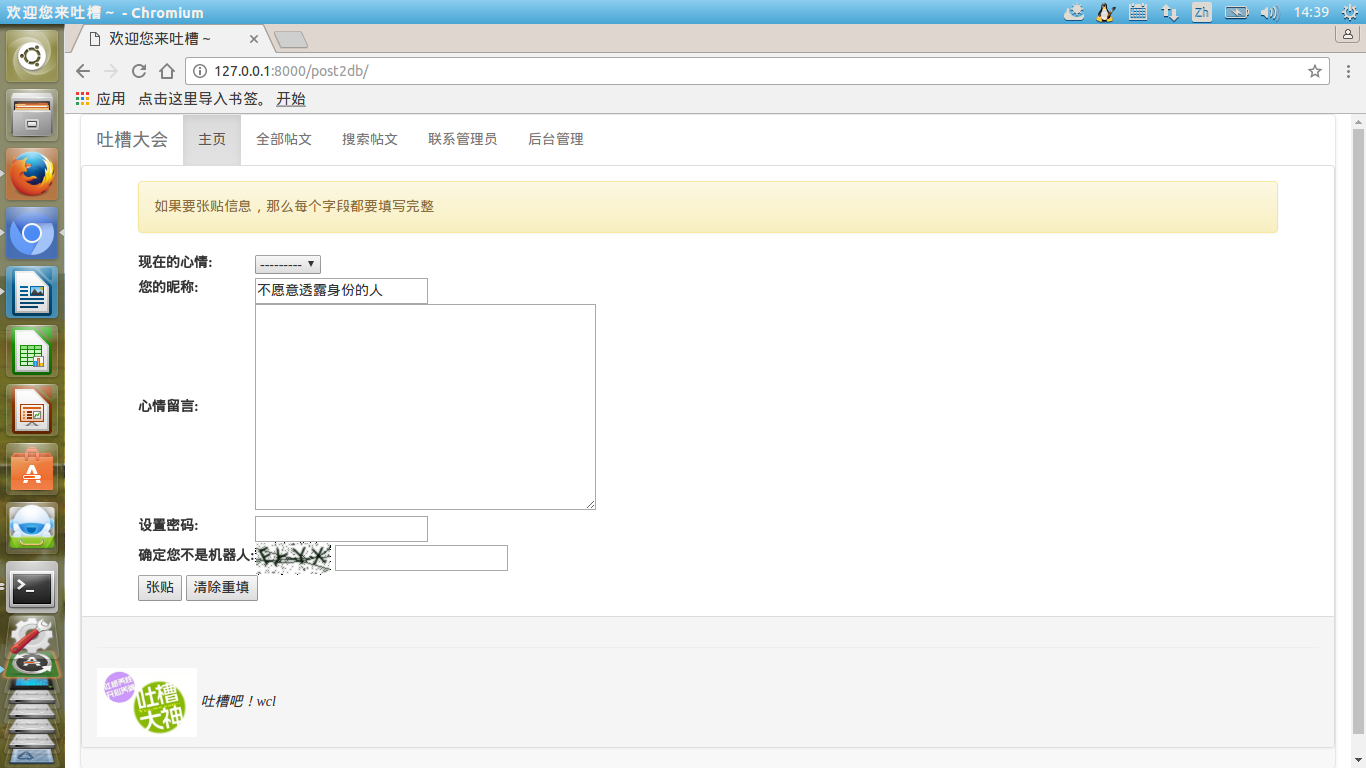 欢迎您来吐槽 ~ - Chromium
Zh
14:39
欢迎您来吐槽 ~
127.0.0.1:8000/post2db/
应用 点击这里导入书签。 开始
吐槽大会 主页 全部帖文 搜索帖文 联系管理员 后台管理
如果要张贴信息，那么每个字段都要填写完整
现在的心情: ---------
您的昵称: 不愿意透露身份的人
心情留言:
设置密码:
确定您不是机器人:
张贴 清除重填
吐槽大神
吐槽吧！wcl